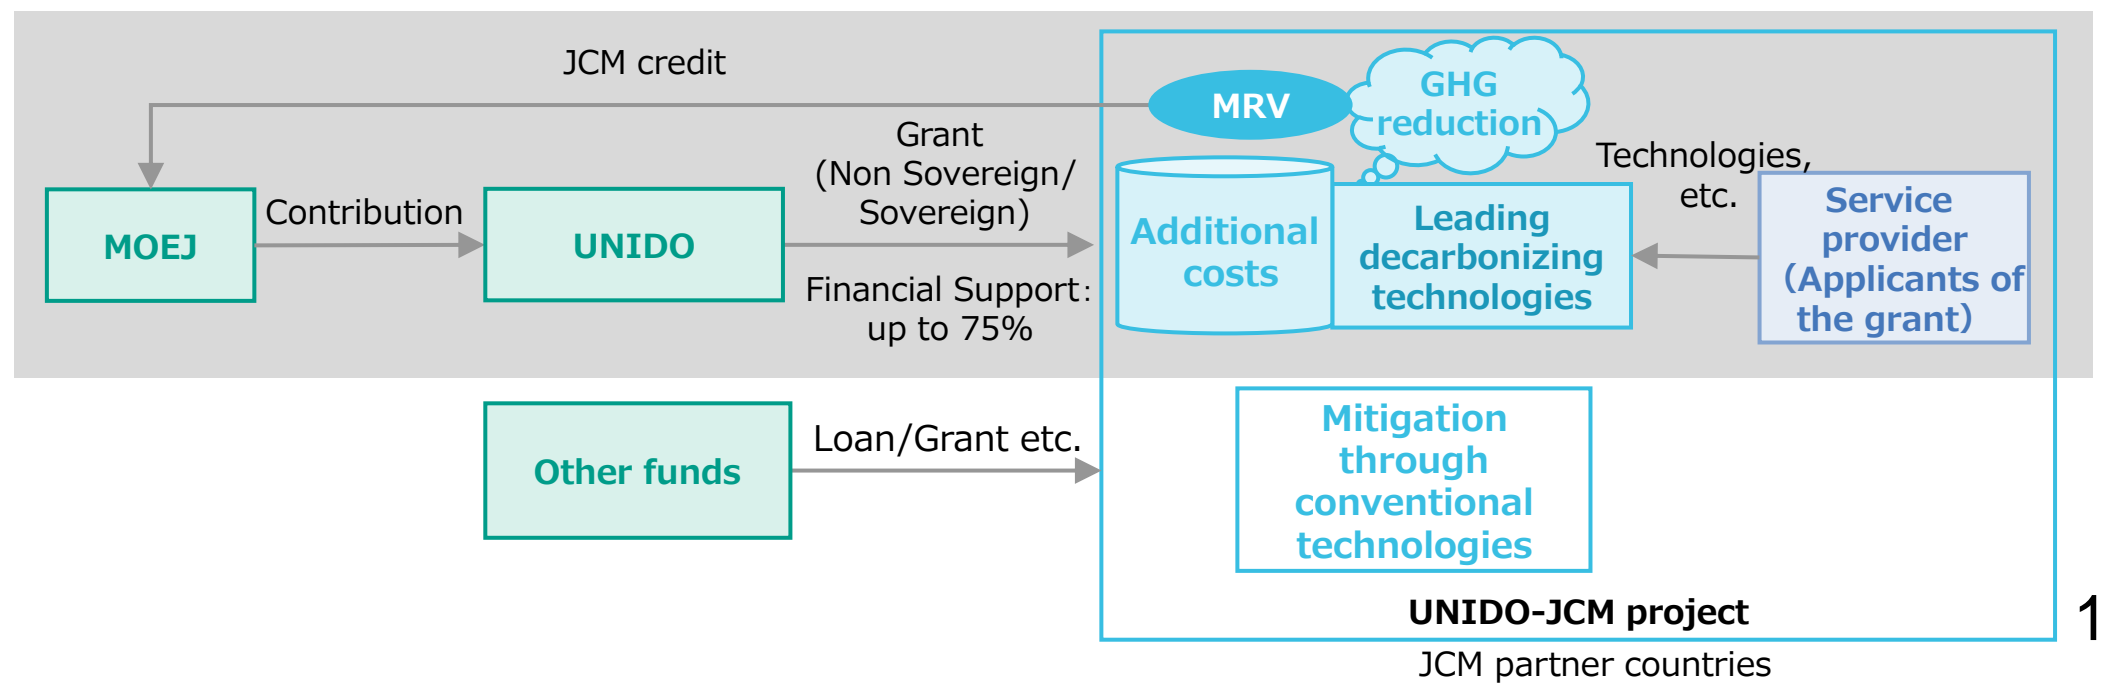 JCM credit
MRV
GHG
reduction
Grant
(Non Sovereign/
Sovereign)
Technologies,
etc.
MOEJ
Contribution
UNIDO
Financial Support:
up to 75%
Additional
costs
Leading
decarbonizing
technologies
Service
provider
(Applicants of
the grant)
Other funds
Loan/Grant etc.
Mitigation
through
conventional
technologies
UNIDO-JCM project
JCM partner countries
1